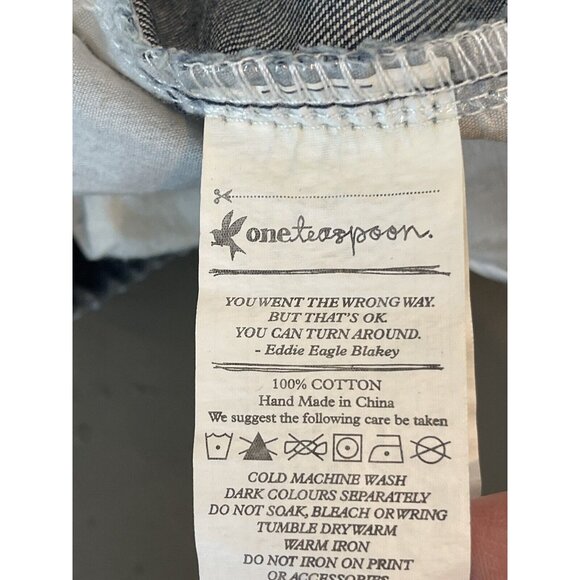 oneteaspoon.
YOU WENT THE WRONG WAY.
BUT THAT'S OK.
YOU CAN TURN AROUND.
- Eddie Eagle Blakey
100% COTTON
Hand Made in China
We suggest the following care be taken
COLD MACHINE WASH
DARK COLOURS SEPARATELY
DO NOT SOAK, BLEACH OR WRING
TUMBLE DRY WARM
WARM IRON
DO NOT IRON ON PRINT
OR ACCESSORIES